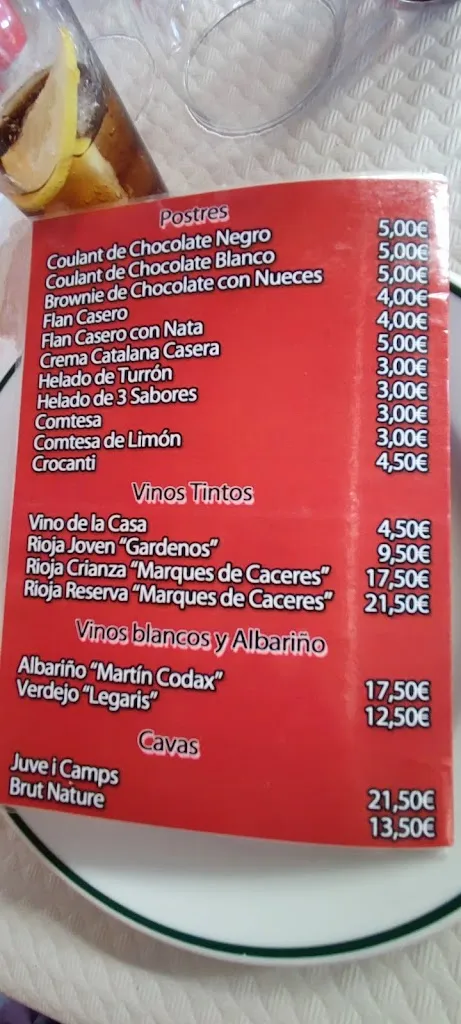 Postres
Coulant de Chocolate Negro 5,00€
Coulant de Chocolate Blanco 5,00€
Brownie de Chocolate con Nueces 5,00€
Flan Casero 4,00€
Flan Casero con Nata 4,00€
Crema Catalana Casera 5,00€
Helado de Turrón 3,00€
Helado de 3 Sabores 3,00€
Comtesa 3,00€
Comtesa de Limón 3,00€
Crocanti 4,50€
Vinos Tintos
Vino de la Casa 4,50€
Rioja Joven “Gardenos” 9,50€
Rioja Crianza “Marques de Caceres” 17,50€
Rioja Reserva “Marques de Caceres” 21,50€
Vinos blancos y Albariño
Albariño “Martín Codax” 17,50€
Verdejo “Legaris” 12,50€
Cavas
Juve i Camps 21,50€
Brut Nature 13,50€